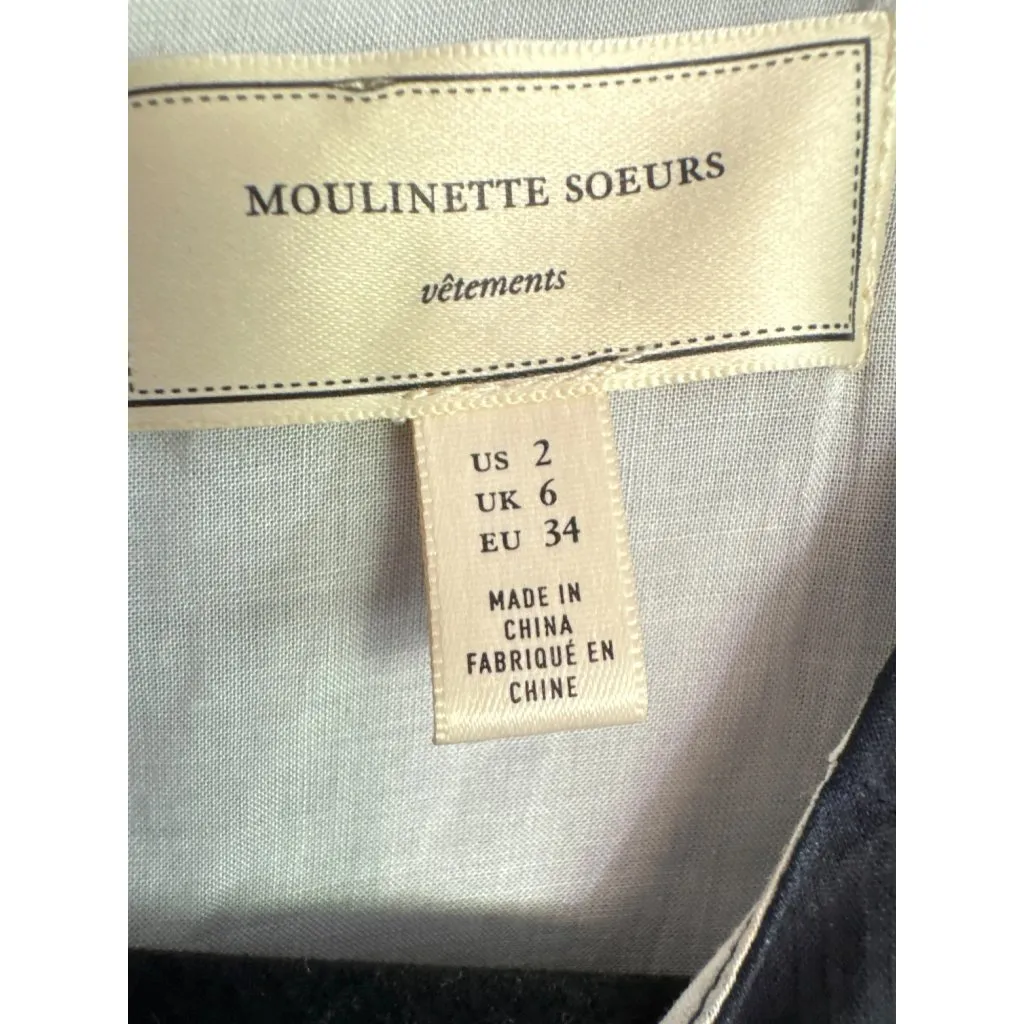 MOULINETTE SOEURS
vêtements
US 2
UK 6
EU 34
MADE IN
CHINA
FABRIQUÉ EN
CHINE